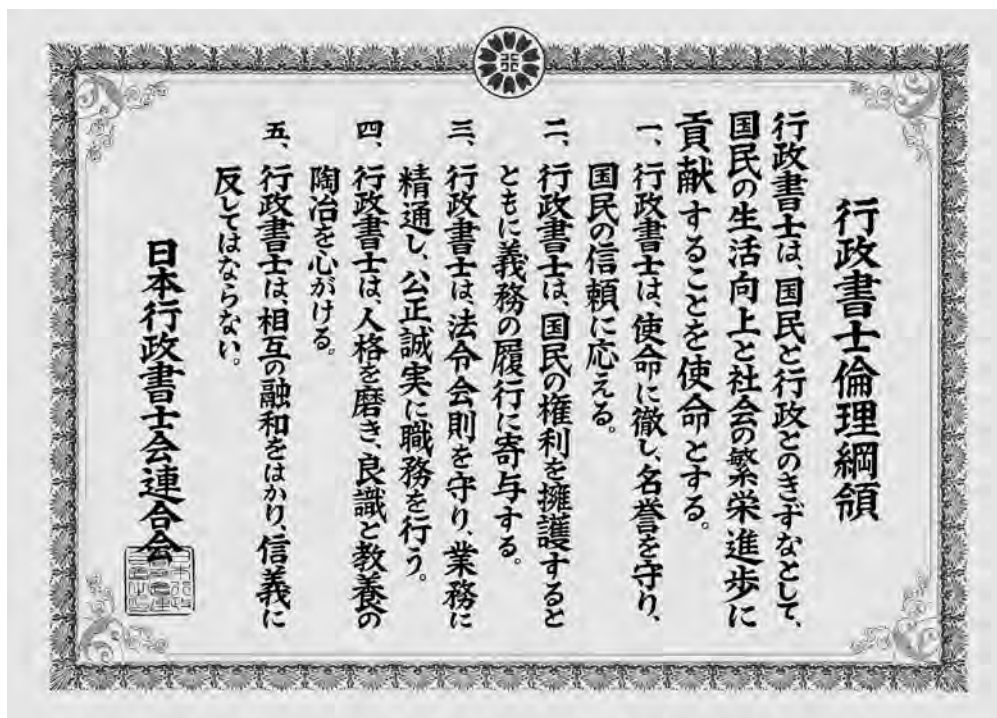 行政書士倫理綱領
行政書士は、国民と行政とのきずなとして、
国民の生活向上と社会の繁栄進歩に
貢献することを使命とする。
一、行政書士は、使命に徹し、名誉を守り、
国民の信頼に応える。
二、行政書士は、国民の権利を擁護すると
ともに義務の履行に寄与する。
三、行政書士は、法令会則を守り、業務に
精通し、公正誠実に職務を行う。
四、行政書士は、人格を磨き、良識と教養の
陶冶を心がける。
五、行政書士は、相互の融和をはかり、信義に
反してはならない。
日本行政書士会連合会